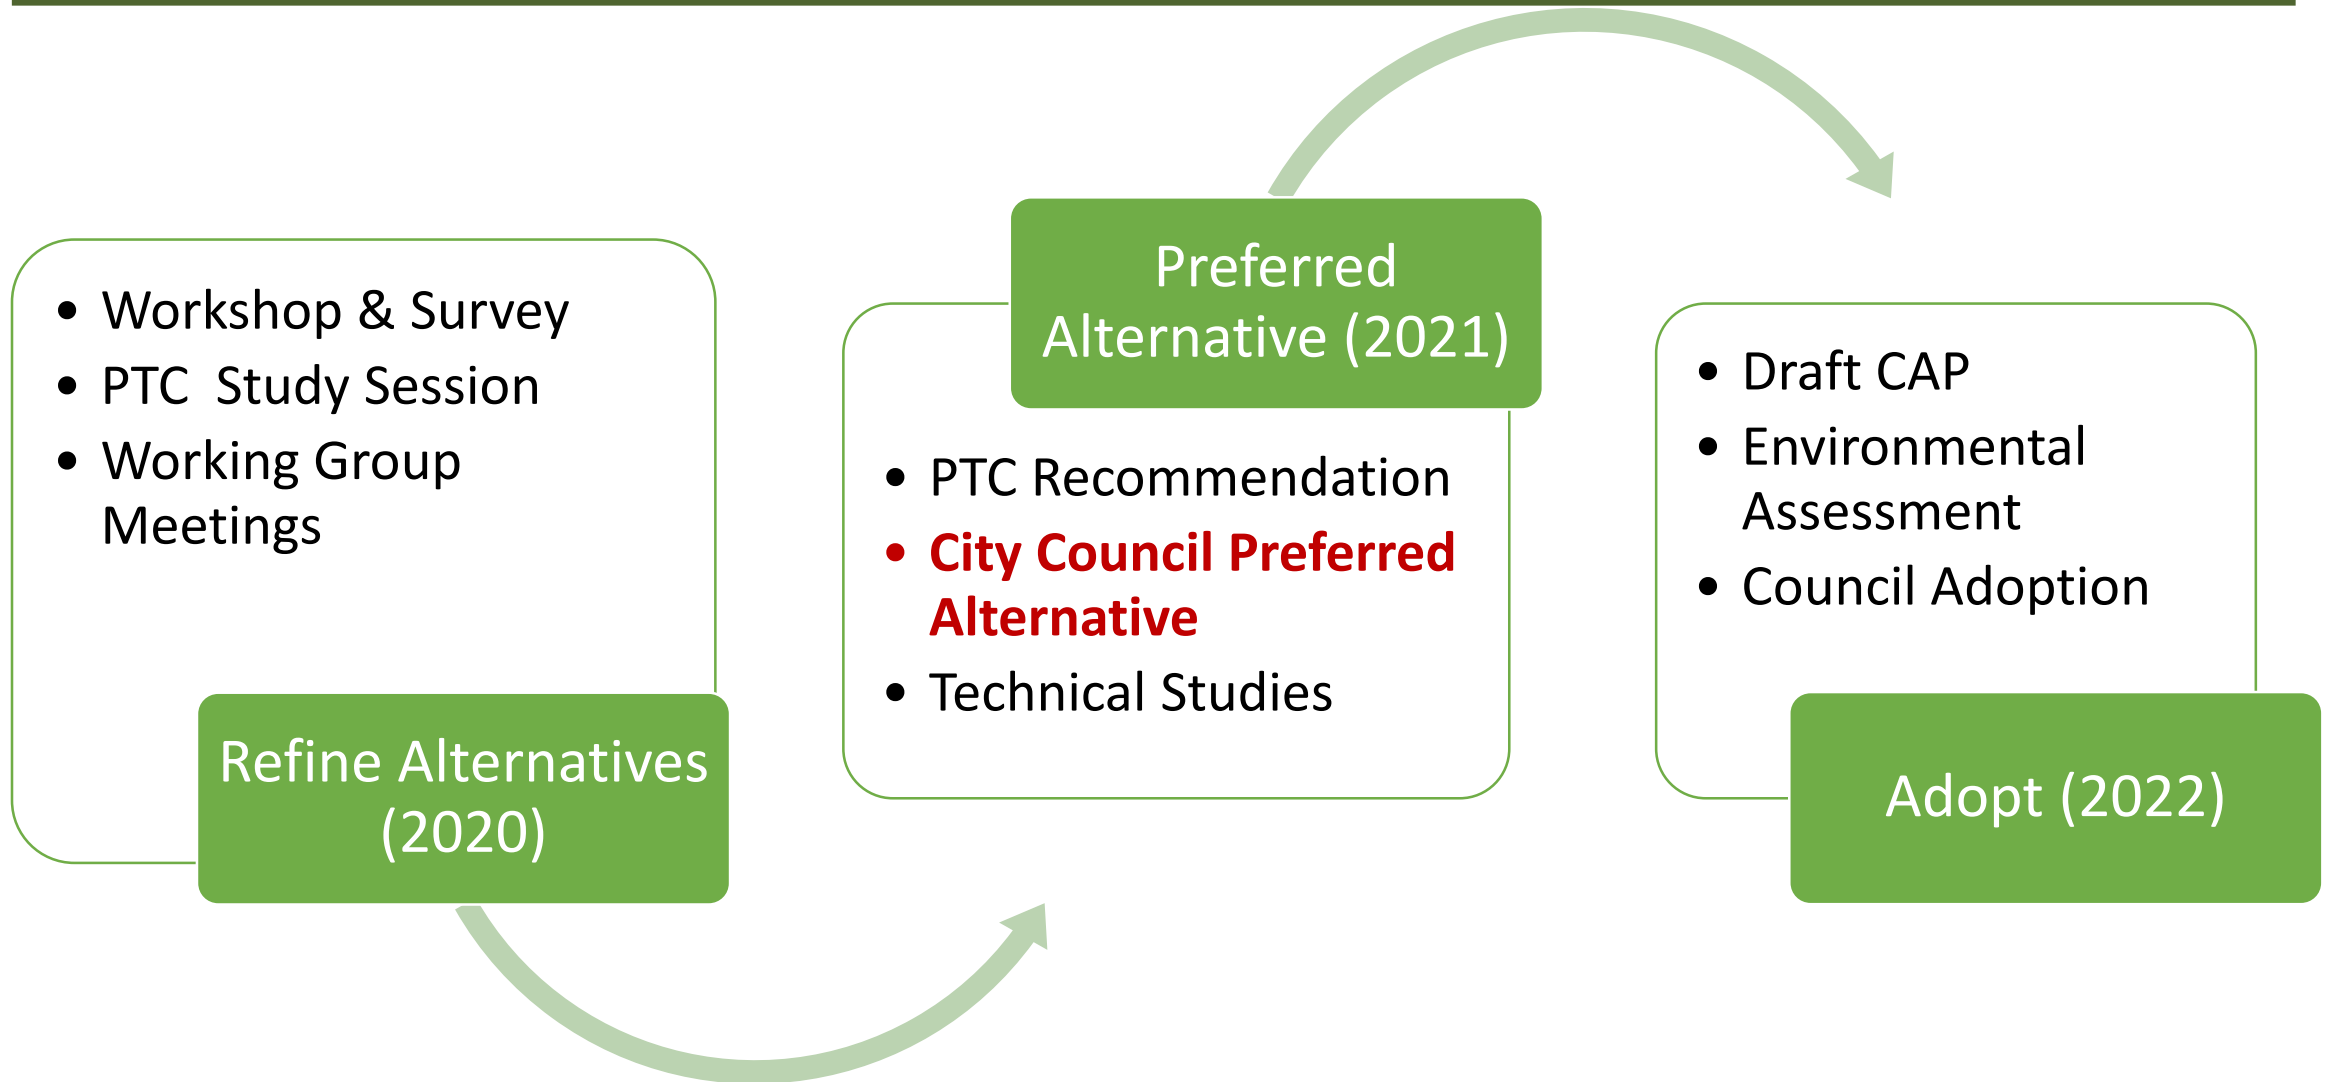 • Workshop & Survey
• PTC  Study Session
• Working Group
Meetings
Refine Alternatives
(2020)
Preferred
Alternative (2021)
• PTC Recommendation
• City Council Preferred
Alternative
• Technical Studies
• Draft CAP
• Environmental
Assessment
• Council Adoption
Adopt (2022)